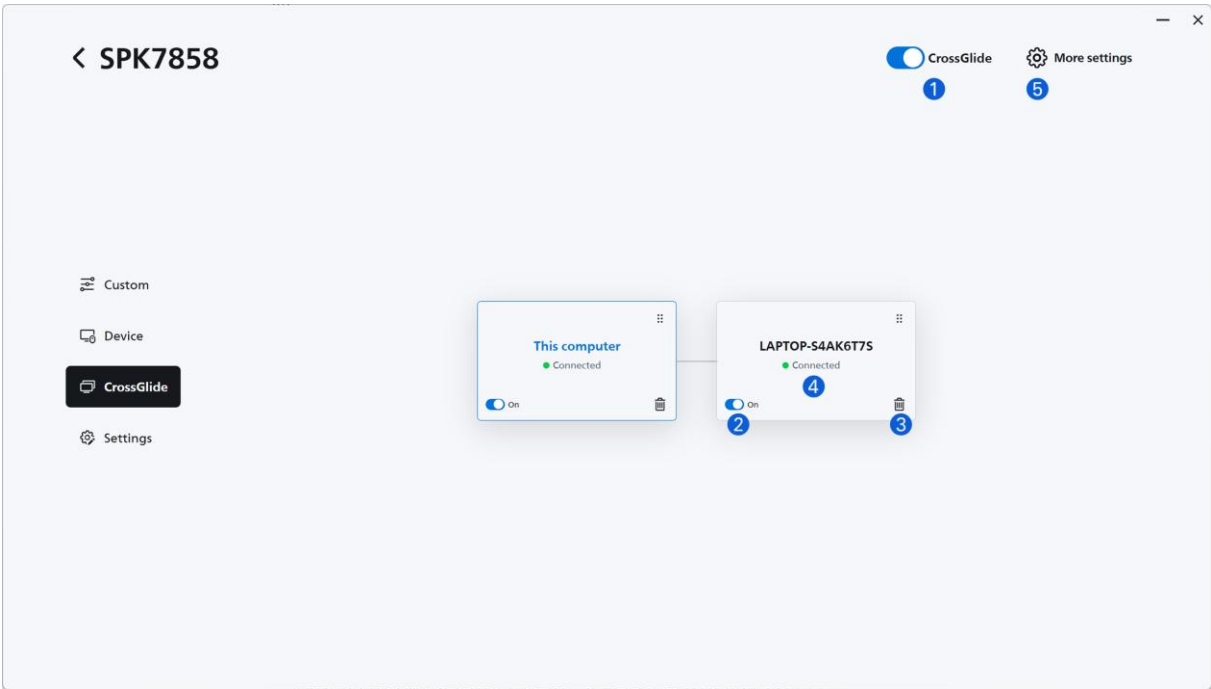 SPK7858
CrossGlide
More settings
1
5
Custom
Device
CrossGlide
Settings
This computer
Connected
On
LAPTOP-S4AK6T7S
Connected
4
On
2
3